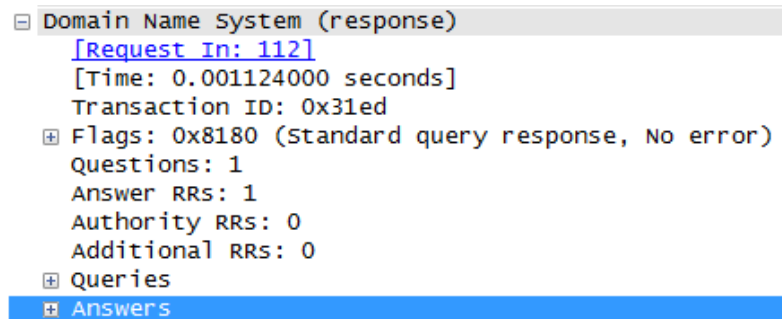 Domain Name System (response)
[Request In: 112]
[Time: 0.001124000 seconds]
Transaction ID: 0x31ed
Flags: 0x8180 (Standard query response, No error)
Questions: 1
Answer RRs: 1
Authority RRs: 0
Additional RRs: 0
Queries
Answers